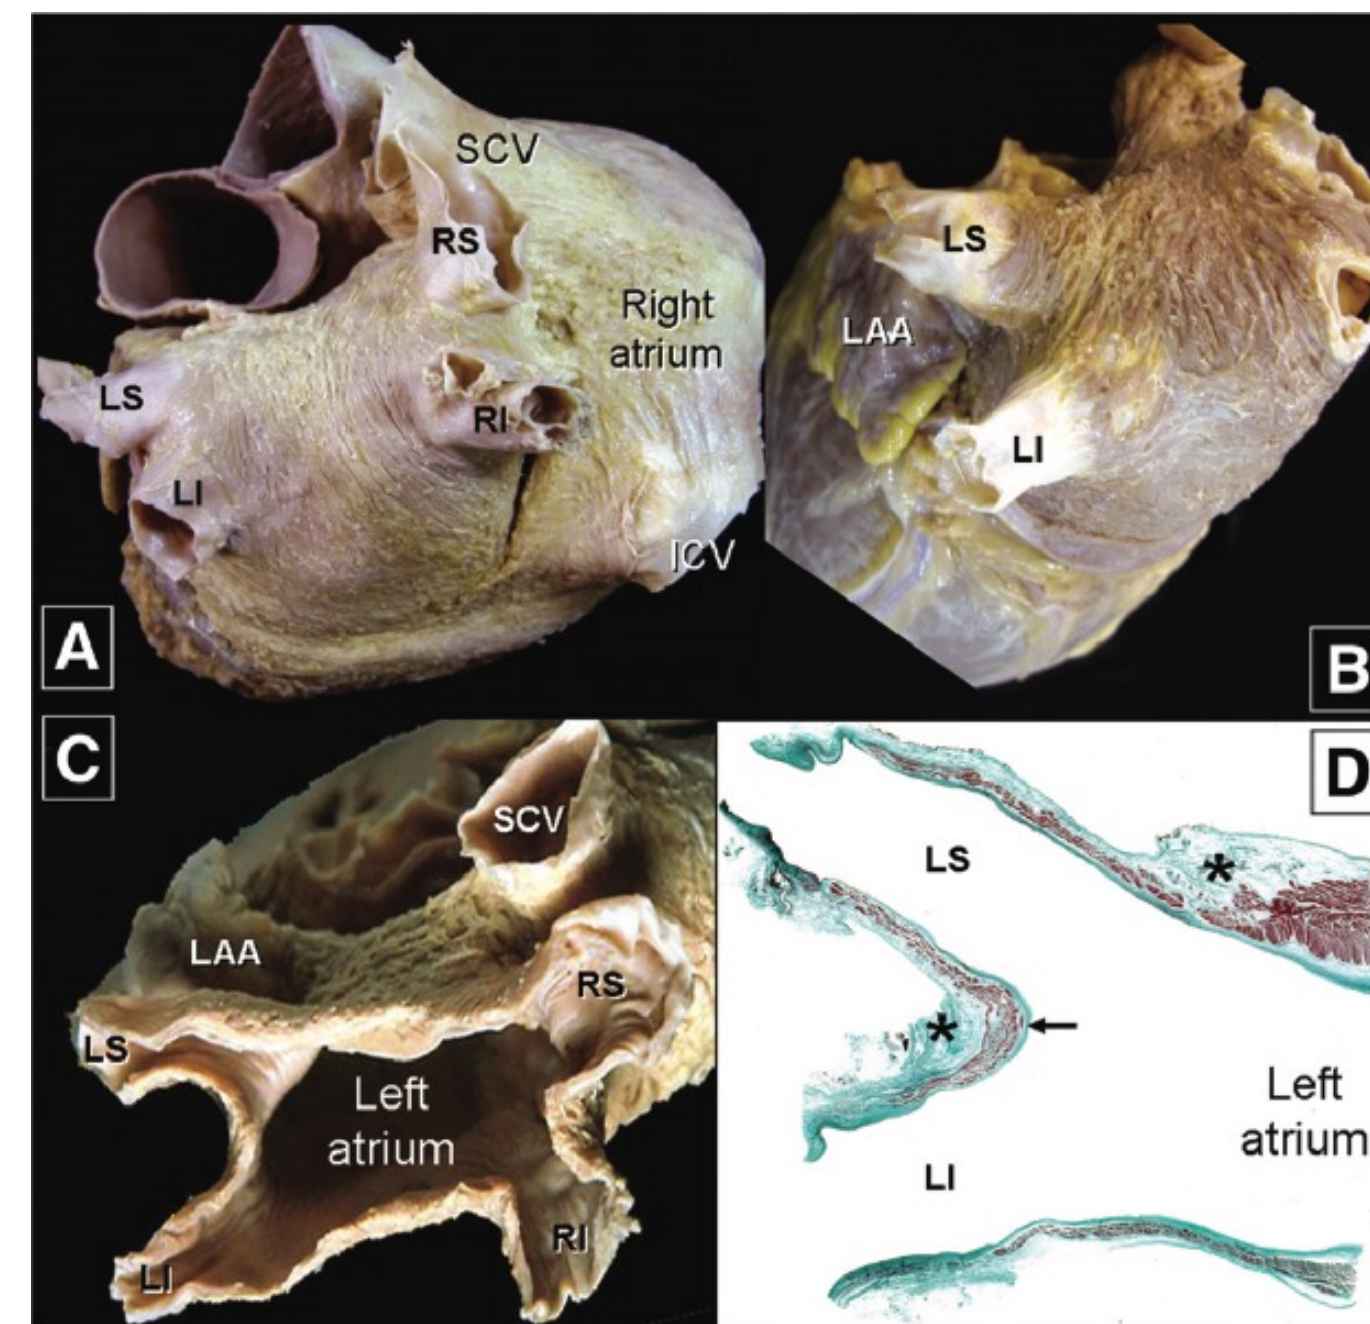 SCV
RS
Right
atrium
LS
RI
LI
ICV
A
LS
LAA
LI
B
C
SCV
LAA
RS
LS
Left
atrium
RI
LI
D
LS
*
*
Left
atrium
LI